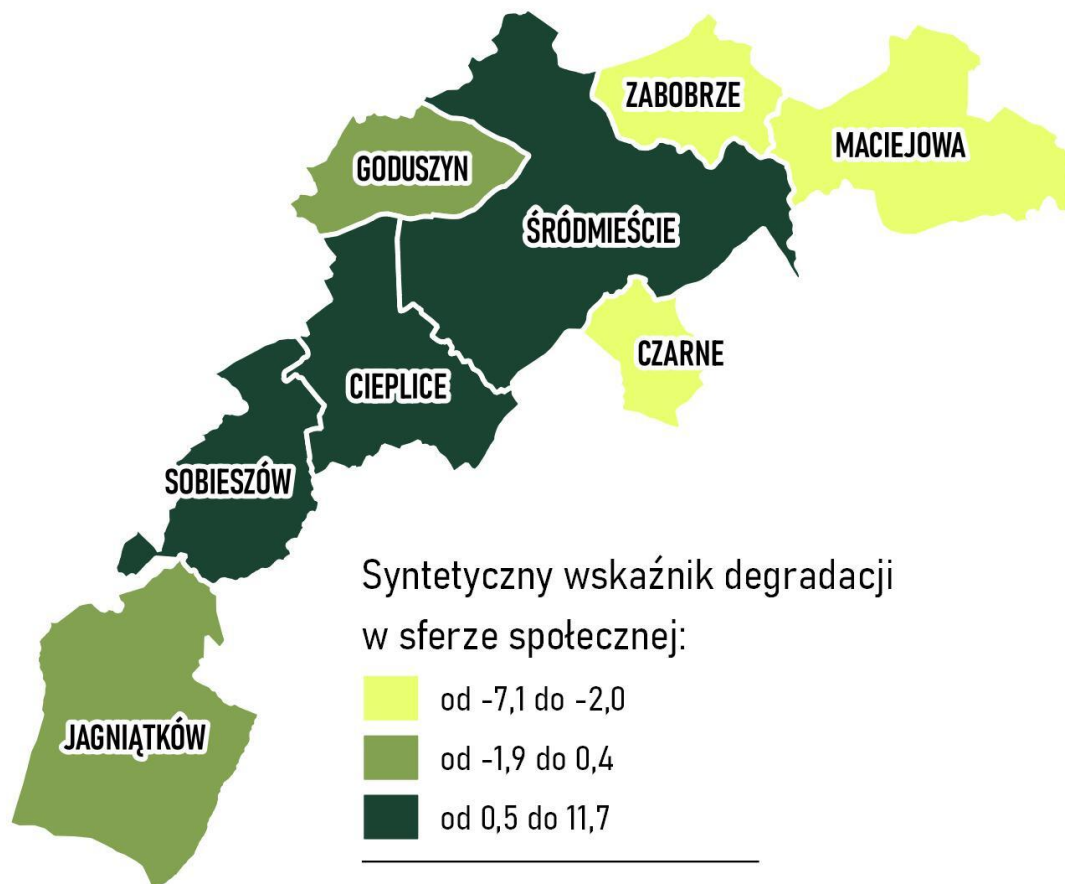 ZABOBRZE
MACIEJOWA
GODUSZYN
ŚRÓDMIEŚCIE
CZARNE
CIEPLICE
SOBIESZÓW
JAGNIĄTKÓW
Syntetyczny wskaźnik degradacji
w sferze społecznej:
od -7,1 do -2,0
od -1,9 do 0,4
od 0,5 do 11,7